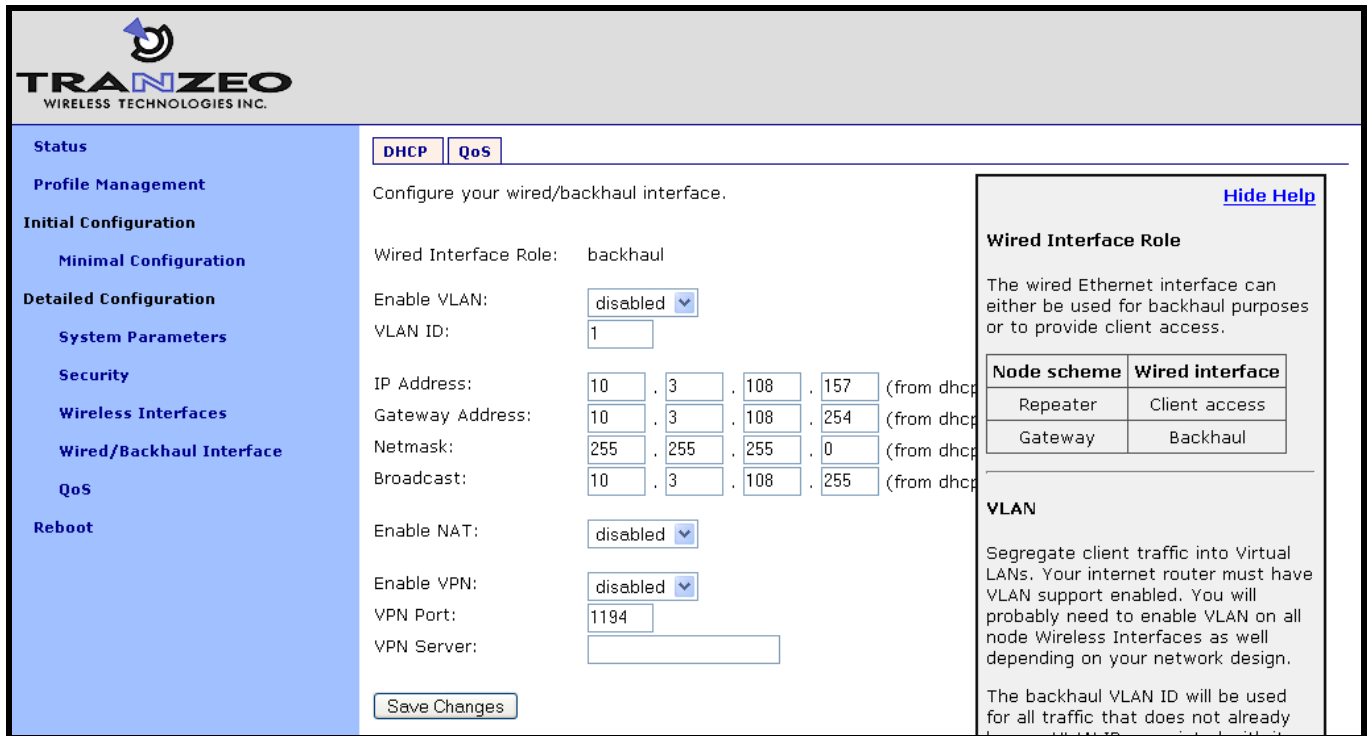 TRANZEO
WIRELESS TECHNOLOGIES INC.
Status
Profile Management
Initial Configuration
Minimal Configuration
Detailed Configuration
System Parameters
Security
Wireless Interfaces
Wired/Backhaul Interface
QoS
Reboot
DHCP QoS
Configure your wired/backhaul interface.
Wired Interface Role: backhaul
Enable VLAN: disabled
VLAN ID: 1
IP Address: 10 . 3 . 108 . 157 (from dhcp
Gateway Address: 10 . 3 . 108 . 254 (from dhcp
Netmask: 255 . 255 . 255 . 0 (from dhcp
Broadcast: 10 . 3 . 108 . 255 (from dhcp
Enable NAT: disabled
Enable VPN: disabled
VPN Port: 1194
VPN Server:
Save Changes
Hide Help
Wired Interface Role
The wired Ethernet interface can
either be used for backhaul purposes
or to provide client access.
Node scheme Wired interface
Repeater Client access
Gateway Backhaul
VLAN
Segregate client traffic into Virtual
LANs. Your internet router must have
VLAN support enabled. You will
probably need to enable VLAN on all
node Wireless Interfaces as well
depending on your network design.
The backhaul VLAN ID will be used
for all traffic that does not already